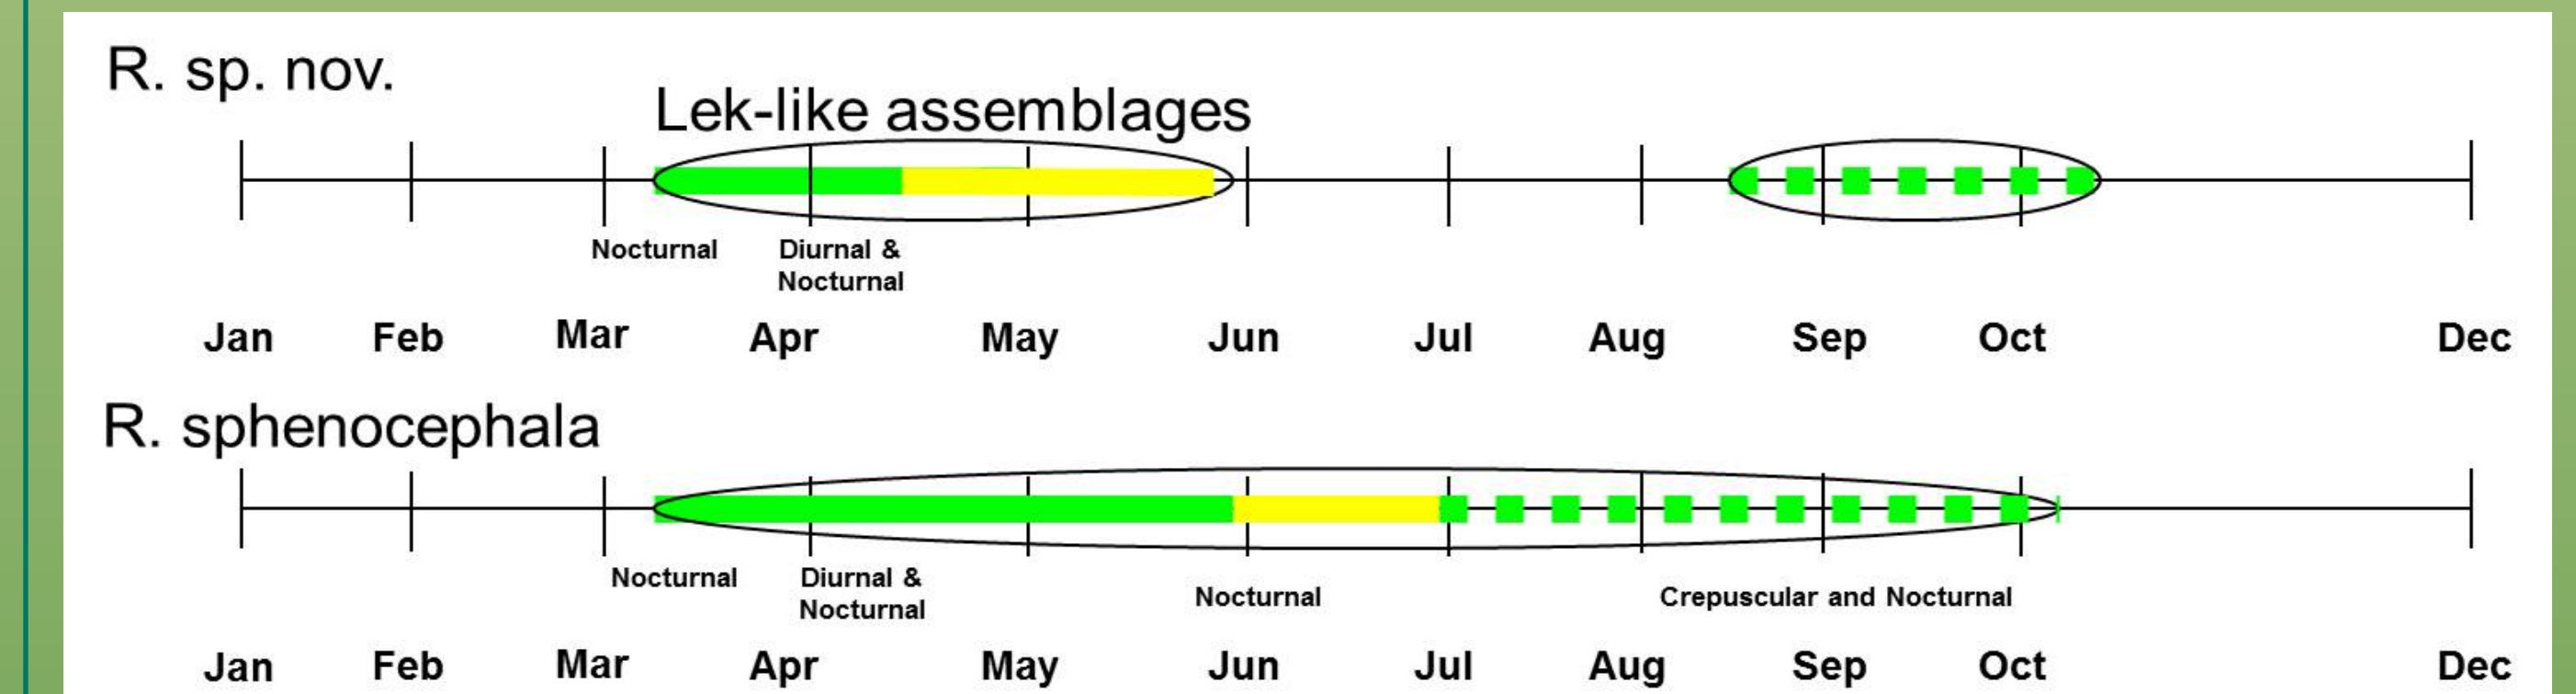 R. sp. nov.
Lek-like assemblages
Nocturnal
Diurnal &
Nocturnal
Jan Feb Mar Apr May Jun Jul Aug Sep Oct Dec
R. sphenocephala
Nocturnal
Diurnal &
Nocturnal
Nocturnal
Crepuscular and Nocturnal
Jan Feb Mar Apr May Jun Jul Aug Sep Oct Dec